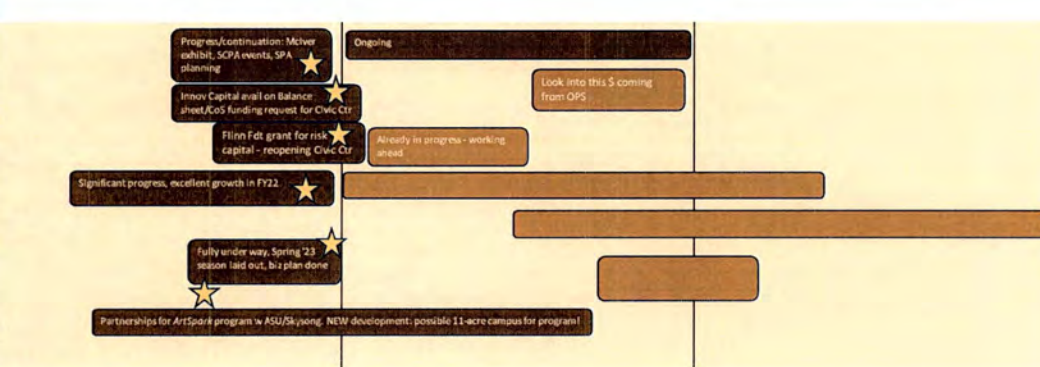 Progress/continuation: McIver
exhibit, SCPA events, SPA
planning
Ongoing
Look into this $ coming
from OPS
Innov Capital avail on Balance
sheet/CoS funding request for Civic Ctr
Flinn Fdt grant for risk
capital - reopening Civic Ctr
Already in progress - working
ahead
Significant progress, excellent growth in FY22
Fully under way, Spring '23
season laid out, biz plan done
Partnerships for ArtSpark program w ASU/Skysong. NEW development: possible 11-acre campus for program!